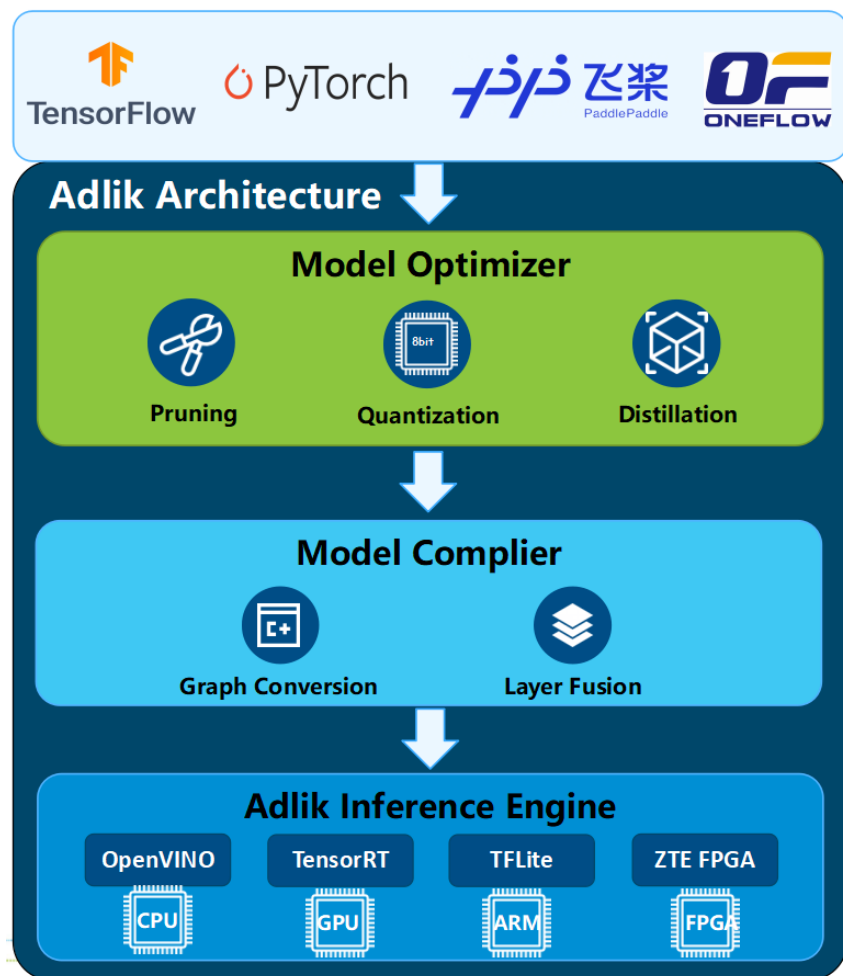 TensorFlow
PyTorch
飞桨
PaddlePaddle
ONEFLOW
Adlik Architecture
Model Optimizer
8bit
Pruning
Quantization
Distillation
Model Complier
Graph Conversion
Layer Fusion
Adlik Inference Engine
OpenVINO
TensorRT
TFLite
ZTE FPGA
CPU
GPU
ARM
FPGA